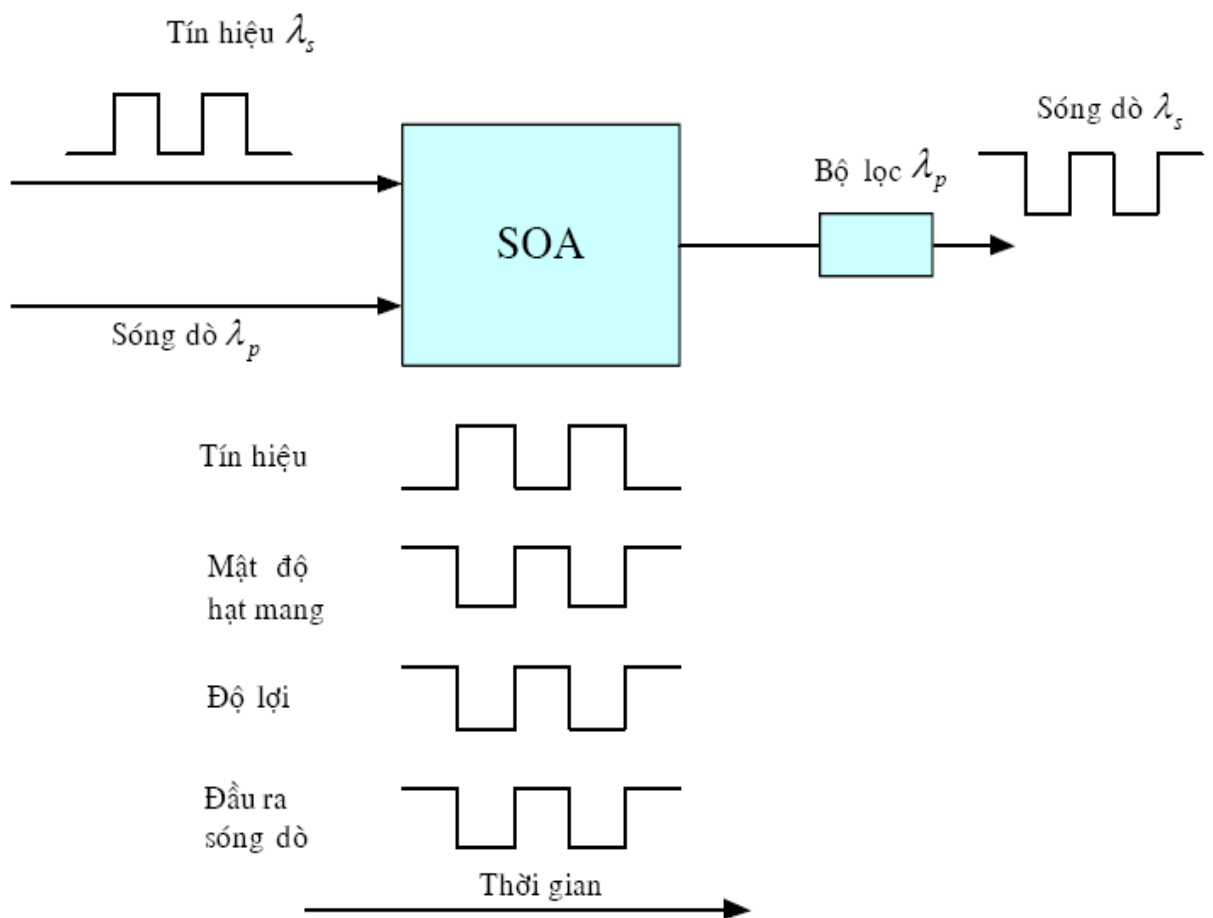 Tín hiệu λs
Sóng dò λs
Bộ lọc λp
SOA
Sóng dò λp
Tín hiệu
Mật độ
hạt mang
Độ lợi
Đầu ra
sóng dò
Thời gian